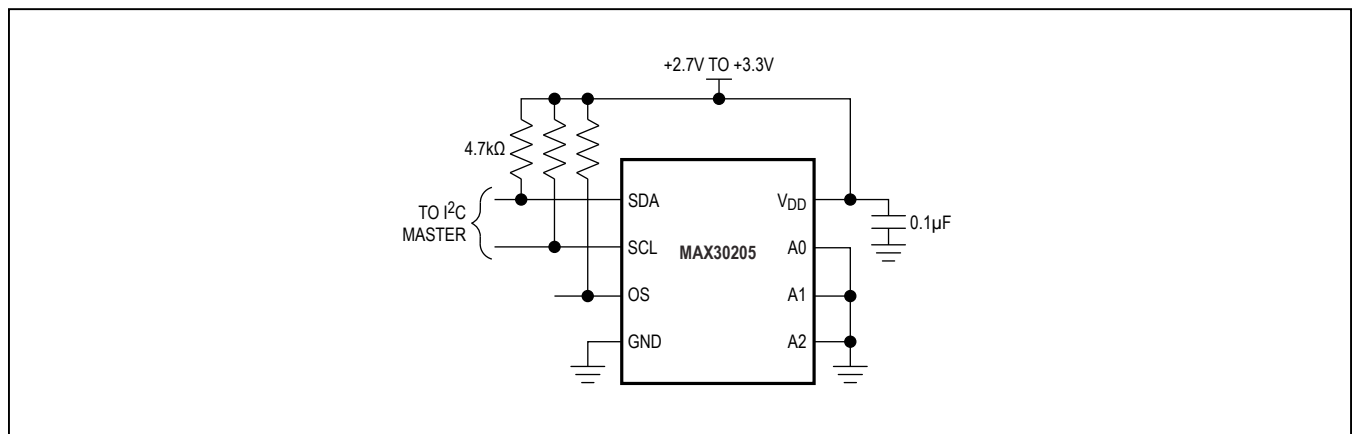 +2.7V TO +3.3V
4.7kΩ
TO I²C
MASTER
SDA
SCL
OS
GND
MAX30205
VDD
A0
A1
A2
0.1µF